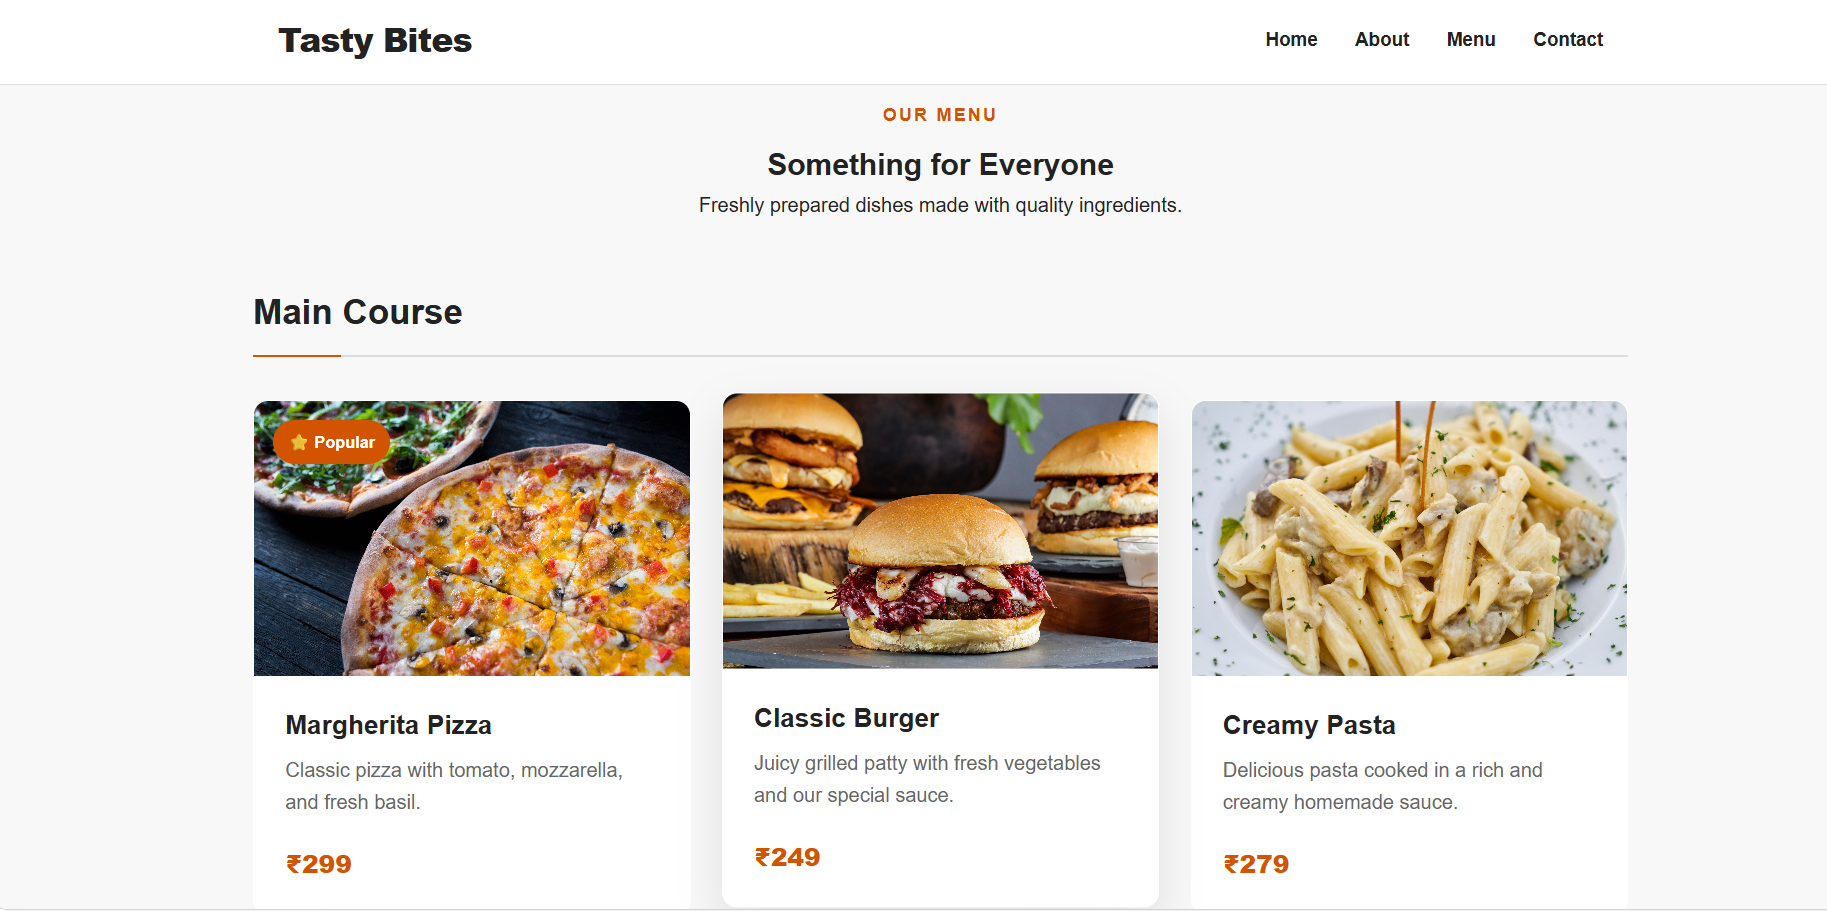 Tasty Bites
Home About Menu Contact
OUR MENU
Something for Everyone
Freshly prepared dishes made with quality ingredients.
Main Course
⭐ Popular
Margherita Pizza
Classic pizza with tomato, mozzarella,
and fresh basil.
₹299
Classic Burger
Juicy grilled patty with fresh vegetables
and our special sauce.
₹249
Creamy Pasta
Delicious pasta cooked in a rich and
creamy homemade sauce.
₹279